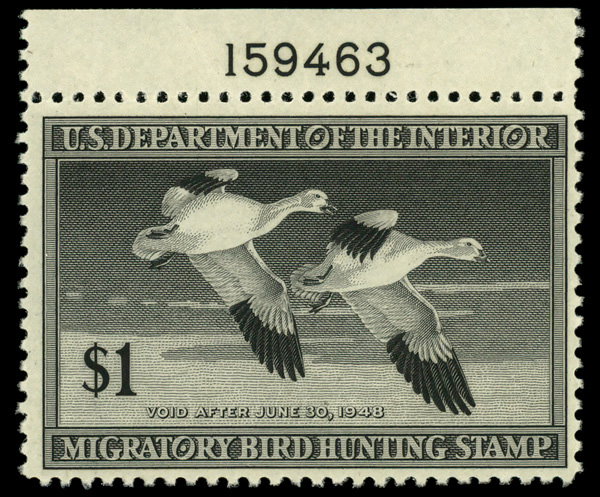 159463
U.S. DEPARTMENT OF THE INTERIOR
$1
VOID AFTER JUNE 30, 1948
MIGRATORY BIRD HUNTING STAMP